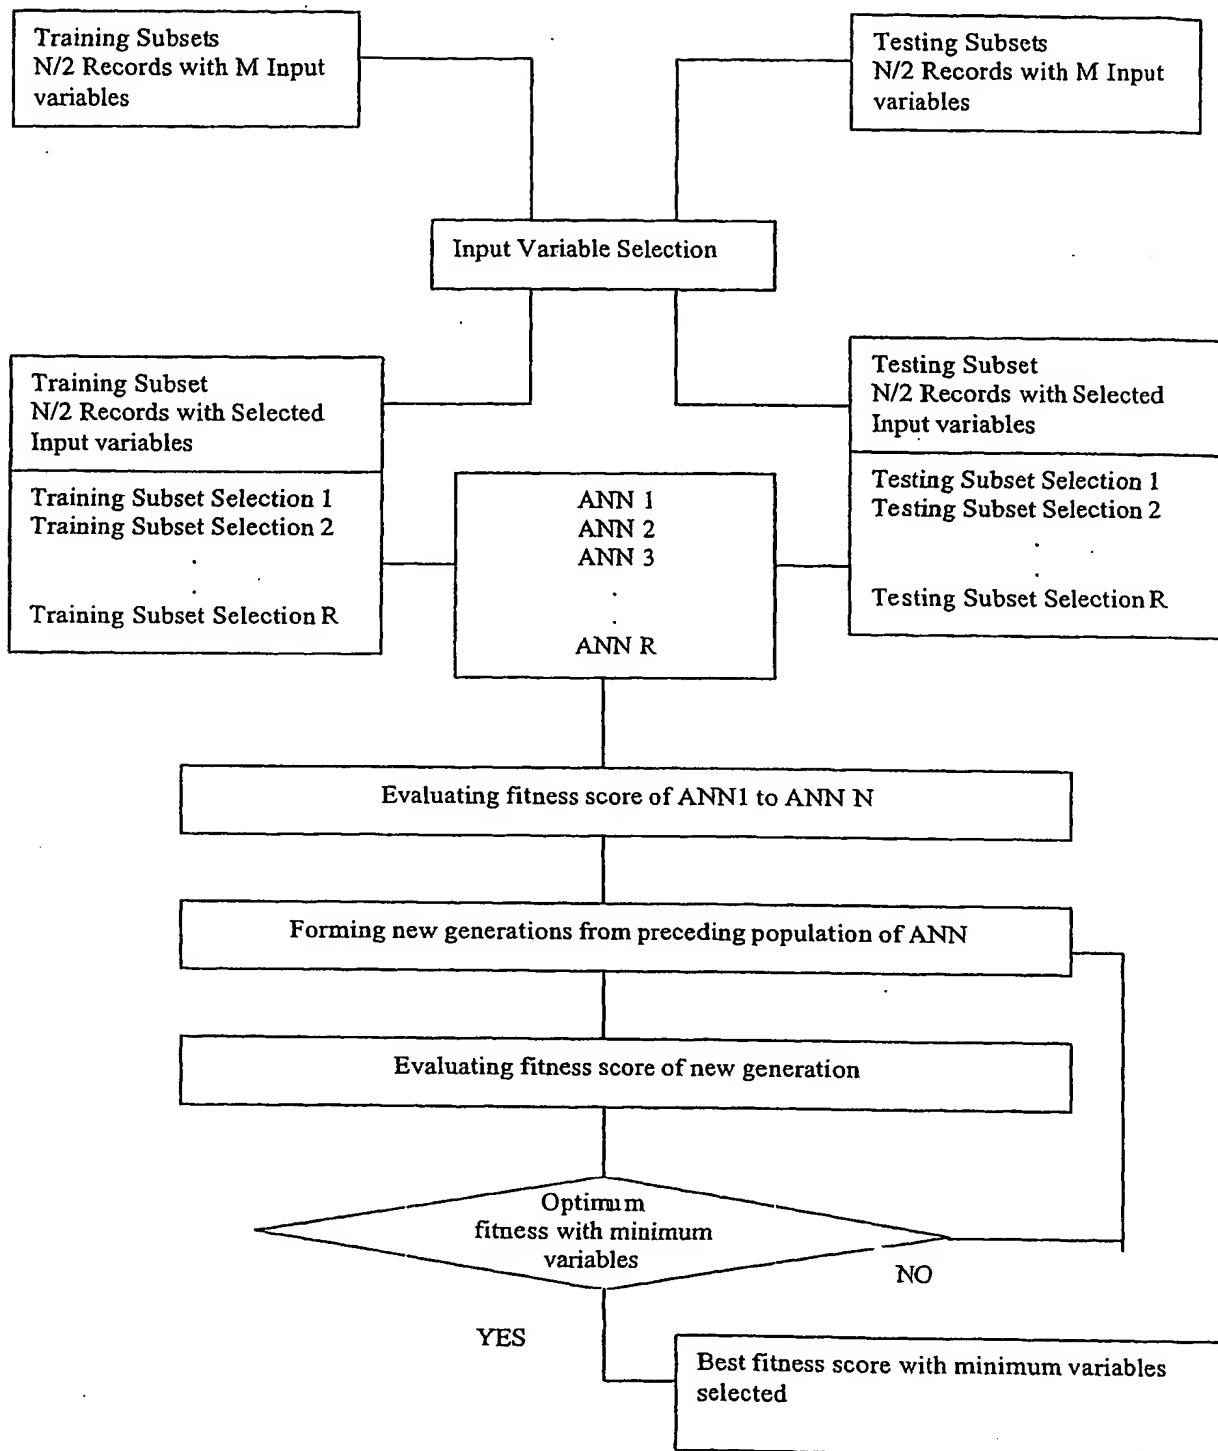 Training Subsets
N/2 Records with M Input
variables
Testing Subsets
N/2 Records with M Input
variables
Input Variable Selection
Training Subset
N/2 Records with Selected
Input variables
Testing Subset
N/2 Records with Selected
Input variables
Training Subset Selection 1
Training Subset Selection 2
.
.
Training Subset Selection R
ANN 1
ANN 2
ANN 3
.
.
ANN R
Testing Subset Selection 1
Testing Subset Selection 2
.
.
Testing Subset Selection R
Evaluating fitness score of ANN1 to ANN N
Forming new generations from preceding population of ANN
Evaluating fitness score of new generation
Optimum
fitness with minimum
variables
NO
YES
Best fitness score with minimum variables
selected